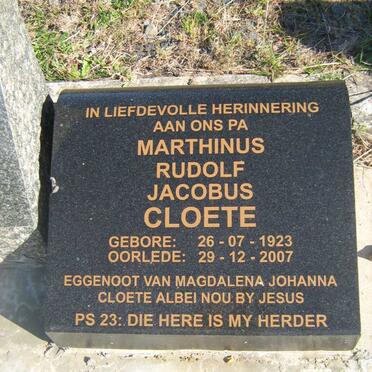 IN LIEFDEVOLLE HERINNERING
AAN ONS PA
MARTHINUS
RUDOLF
JACOBUS
CLOETE
GEBORE: 26 - 07 - 1923
OORLEDE: 29 - 12 - 2007
EGGENOOT VAN MAGDALENA JOHANNA
CLOETE ALBEI NOU BY JESUS
PS 23: DIE HERE IS MY HERDER